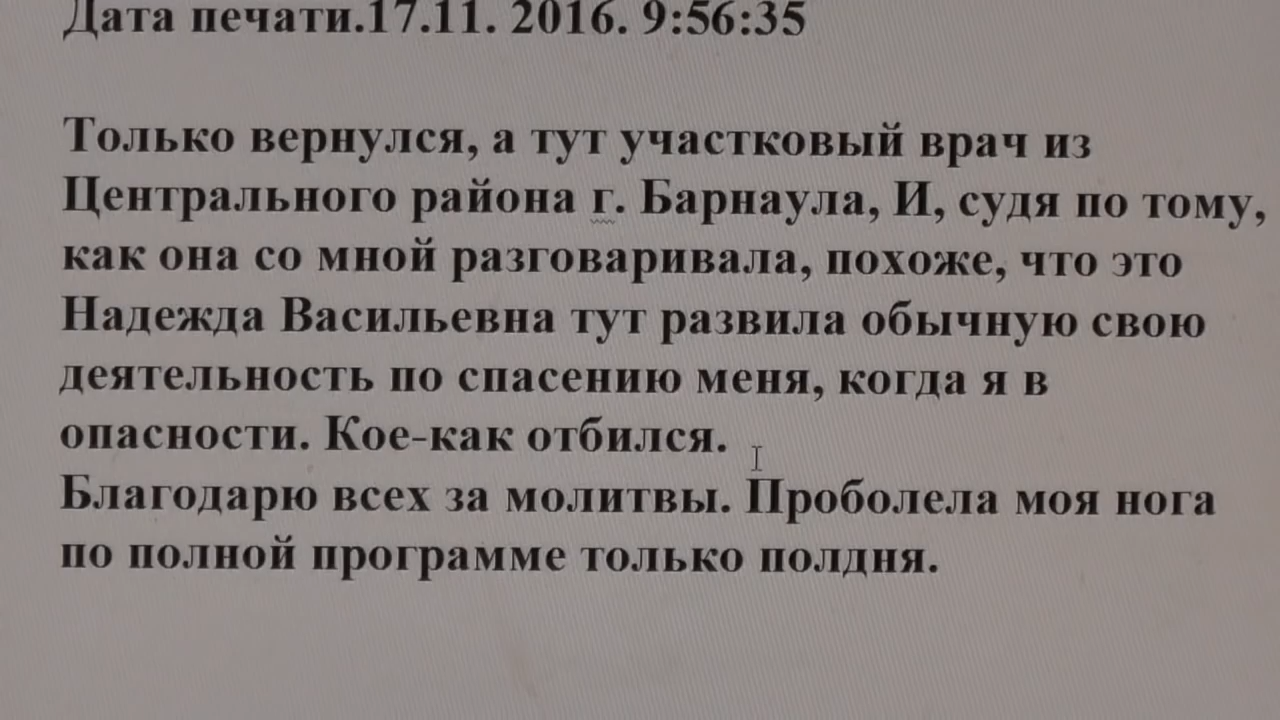 Дата печати.17.11. 2016. 9:56:35
Только вернулся, а тут участковый врач из
Центрального района г. Барнаула, И, судя по тому,
как она со мной разговаривала, похоже, что это
Надежда Васильевна тут развила обычную свою
деятельность по спасению меня, когда я в
опасности. Кое-как отбился.
Благодарю всех за молитвы. Проболела моя нога
по полной программе только полдня.